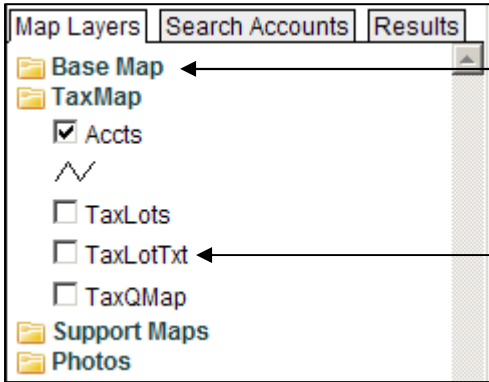 Map Layers Search Accounts Results
Base Map
TaxMap
Accts
TaxLots
TaxLotTxt
TaxQMap
Support Maps
Photos